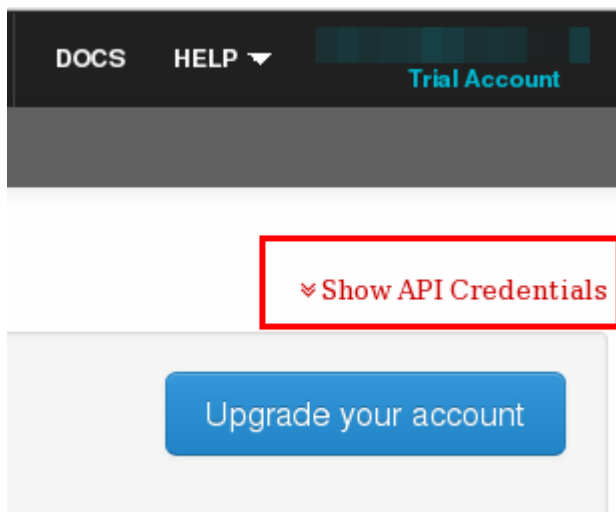 DOCS HELP
Trial Account
Show API Credentials
Upgrade your account